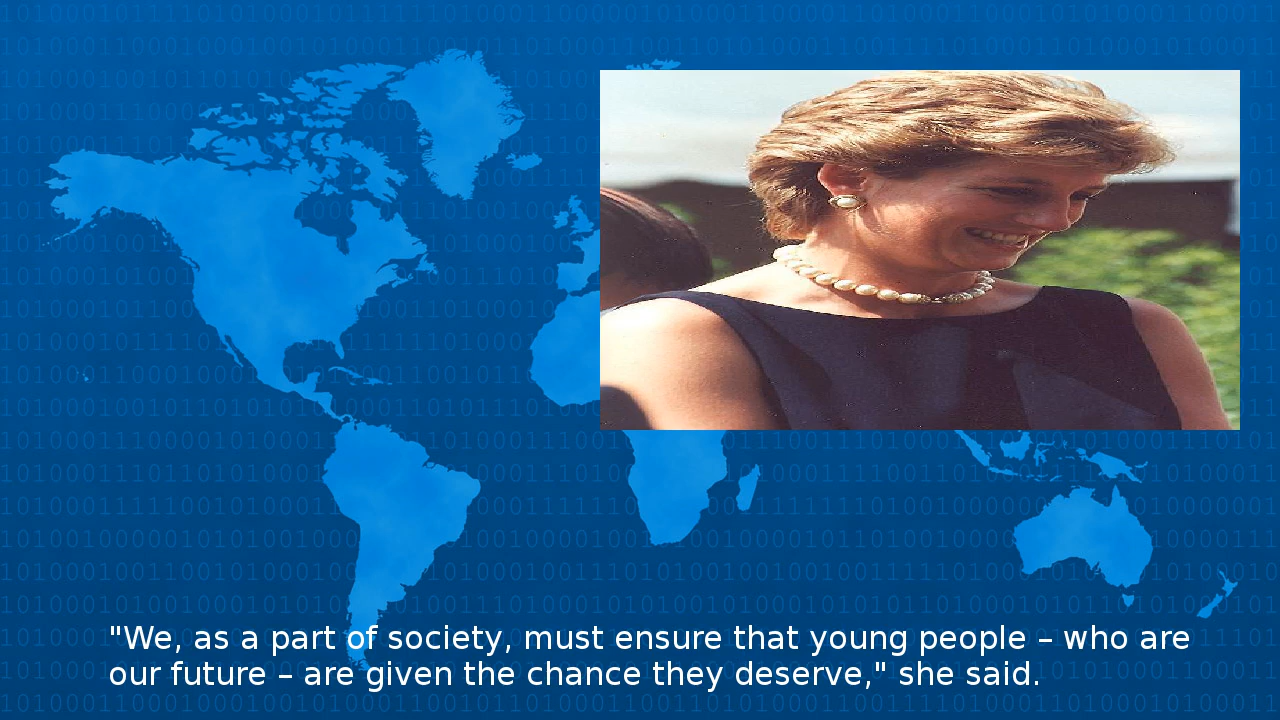 "We, as a part of society, must ensure that young people – who are
our future – are given the chance they deserve," she said.